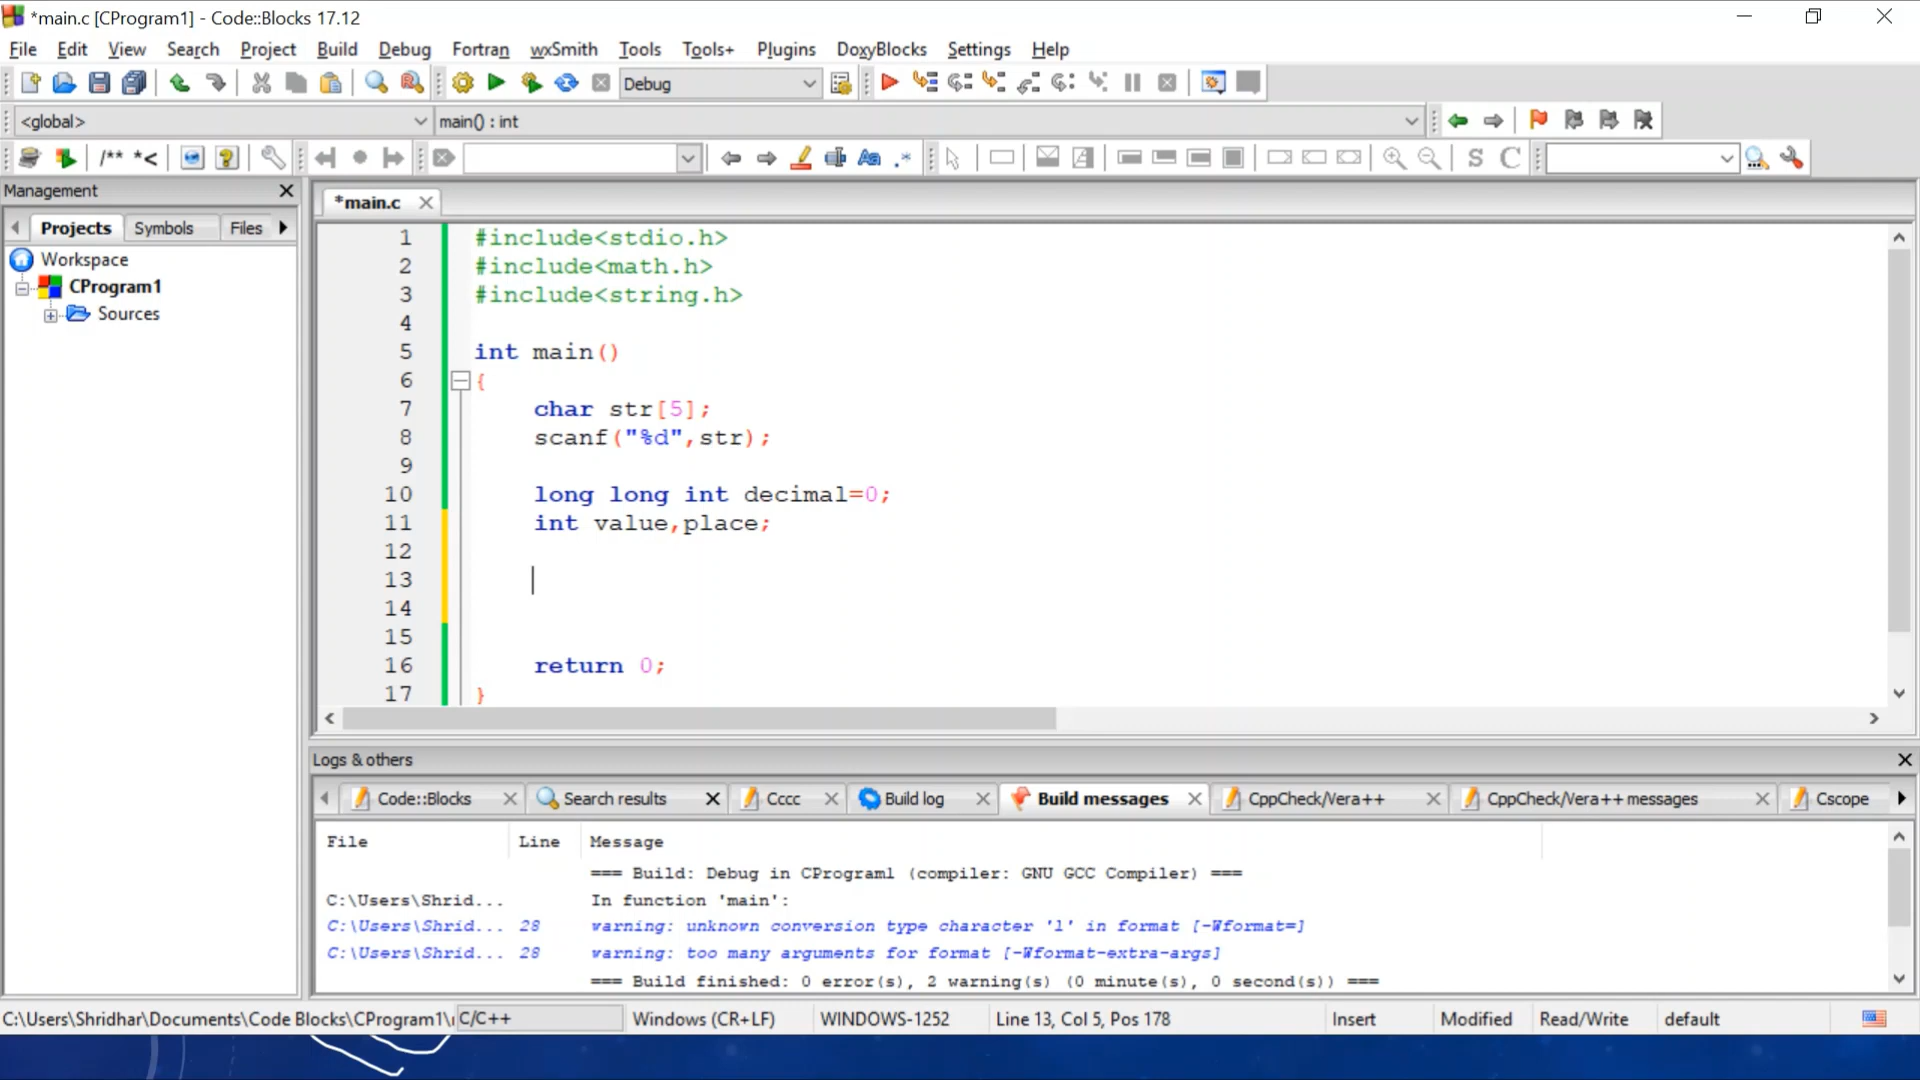 *main.c [CProgram1] - Code::Blocks 17.12
File Edit View Search Project Build Debug Fortran wxSmith Tools Tools+ Plugins DoxyBlocks Settings Help
Debug
<global> main() : int
/** *<
S C
Management
*main.c
Projects Symbols Files
Workspace
CProgram1
Sources
1 #include<stdio.h>
2 #include<math.h>
3 #include<string.h>
4
5 int main()
6 {
7 char str[5];
8 scanf("%d",str);
9
10 long long int decimal=0;
11 int value,place;
12
13
14
15
16 return 0;
17 }
Logs & others
Code::Blocks Search results Cccc Build log Build messages CppCheck/Vera++ CppCheck/Vera++ messages Cscope
File Line Message
=== Build: Debug in CProgram1 (compiler: GNU GCC Compiler) ===
C:\Users\Shrid... In function 'main':
C:\Users\Shrid... 28 warning: unknown conversion type character 'l' in format [-Wformat=]
C:\Users\Shrid... 28 warning: too many arguments for format [-Wformat-extra-args]
=== Build finished: 0 error(s), 2 warning(s) (0 minute(s), 0 second(s)) ===
C:\Users\Shridhar\Documents\Code Blocks\CProgram1\ C/C++ Windows (CR+LF) WINDOWS-1252 Line 13, Col 5, Pos 178 Insert Modified Read/Write default